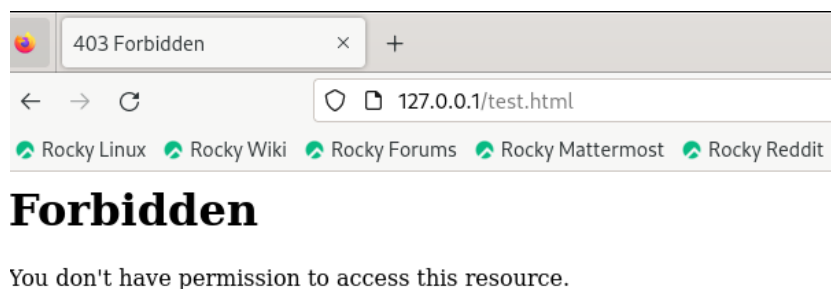 403 Forbidden
127.0.0.1/test.html
Rocky Linux Rocky Wiki Rocky Forums Rocky Mattermost Rocky Reddit
Forbidden
You don't have permission to access this resource.